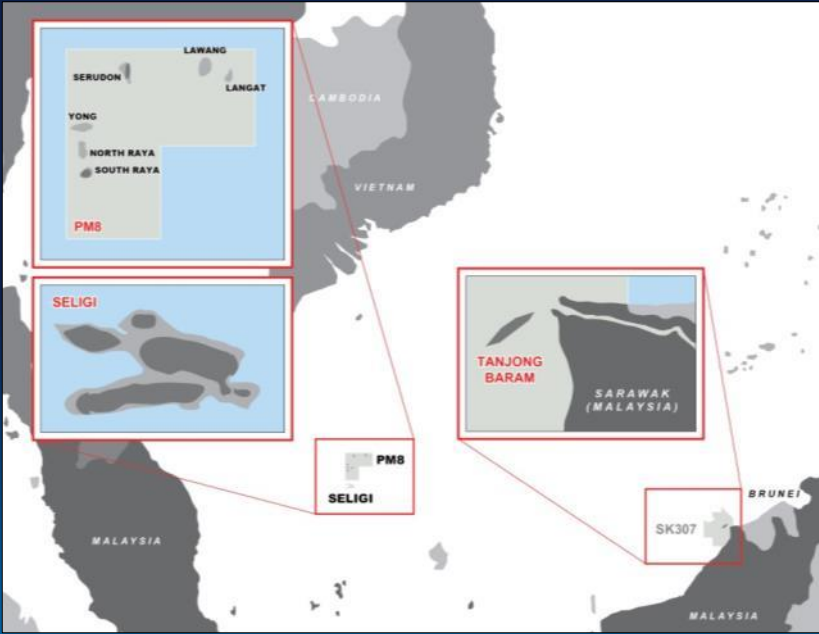 LAWANG
SERUDON
LANGAT
YONG
NORTH RAYA
SOUTH RAYA
PM8
CAMBODIA
VIETNAM
SELIGI
TANJONG
BARAM
SARAWAK
(MALAYSIA)
PM8
SELIGI
BRUNEI
SK307
MALAYSIA
MALAYSIA